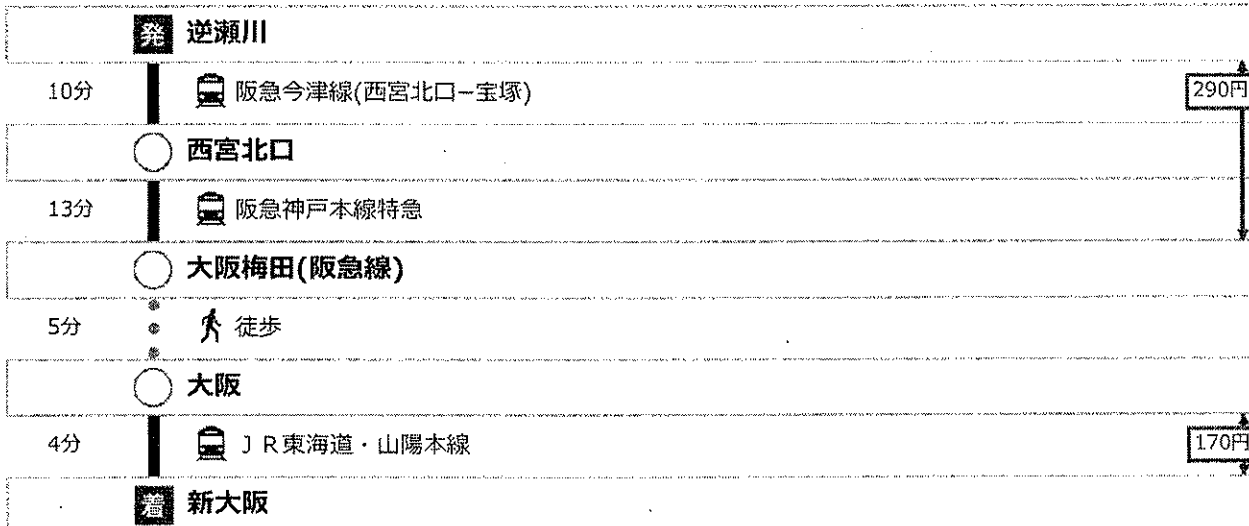 発 逆瀬川
10分 阪急今津線(西宮北口−宝塚) 290円
西宮北口
13分 阪急神戸本線特急
大阪梅田(阪急線)
5分 徒歩
大阪
4分 JR東海道・山陽本線 170円
着 新大阪